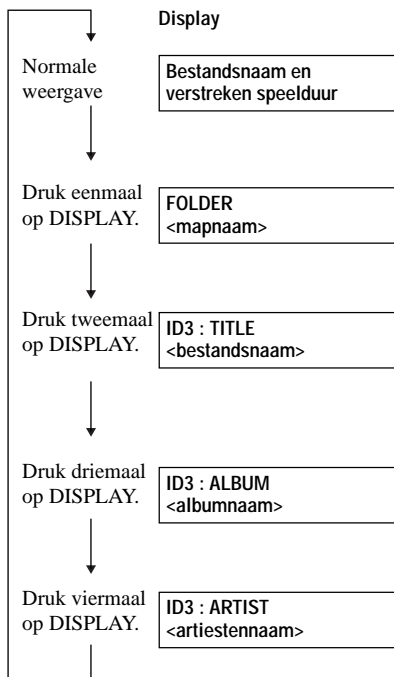 Display
Normale
weergave
Bestandsnaam en
verstreken speelduur
Druk eenmaal
op DISPLAY.
FOLDER
<mapnaam>
Druk tweemaal
op DISPLAY.
ID3 : TITLE
<bestandsnaam>
Druk driemaal
op DISPLAY.
ID3 : ALBUM
<albumnaam>
Druk viermaal
op DISPLAY.
ID3 : ARTIST
<artiestennaam>